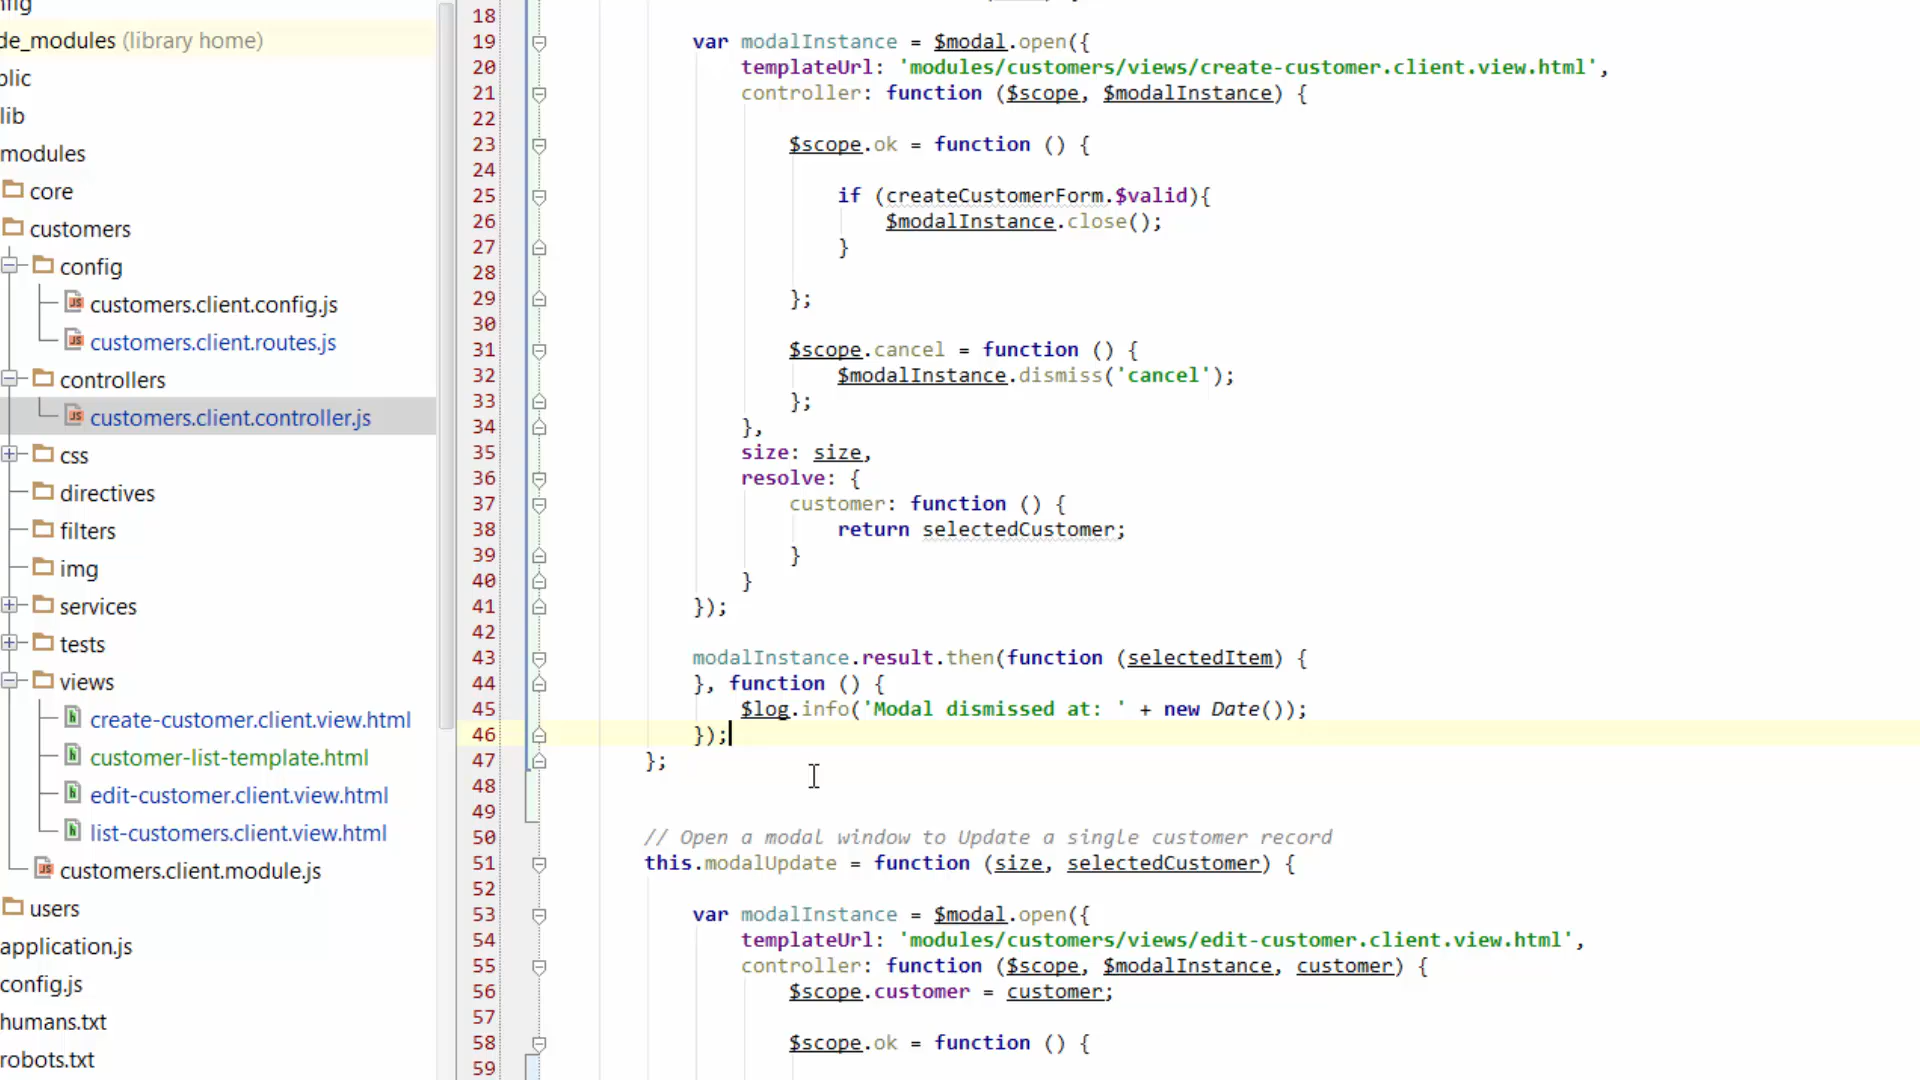 de_modules (library home)
lib
modules
core
customers
config
customers.client.config.js
customers.client.routes.js
controllers
customers.client.controller.js
css
directives
filters
img
services
tests
views
create-customer.client.view.html
customer-list-template.html
edit-customer.client.view.html
list-customers.client.view.html
customers.client.module.js
users
application.js
config.js
humans.txt
robots.txt
18
19 var modalInstance = $modal.open({
20 templateUrl: 'modules/customers/views/create-customer.client.view.html',
21 controller: function ($scope, $modalInstance) {
22
23 $scope.ok = function () {
24
25 if (createCustomerForm.$valid){
26 $modalInstance.close();
27 }
28
29 };
30
31 $scope.cancel = function () {
32 $modalInstance.dismiss('cancel');
33 };
34 },
35 size: size,
36 resolve: {
37 customer: function () {
38 return selectedCustomer;
39 }
40 }
41 });
42
43 modalInstance.result.then(function (selectedItem) {
44 }, function () {
45 $log.info('Modal dismissed at: ' + new Date());
46 });
47 };
48
49
50 // Open a modal window to Update a single customer record
51 this.modalUpdate = function (size, selectedCustomer) {
52
53 var modalInstance = $modal.open({
54 templateUrl: 'modules/customers/views/edit-customer.client.view.html',
55 controller: function ($scope, $modalInstance, customer) {
56 $scope.customer = customer;
57
58 $scope.ok = function () {
59